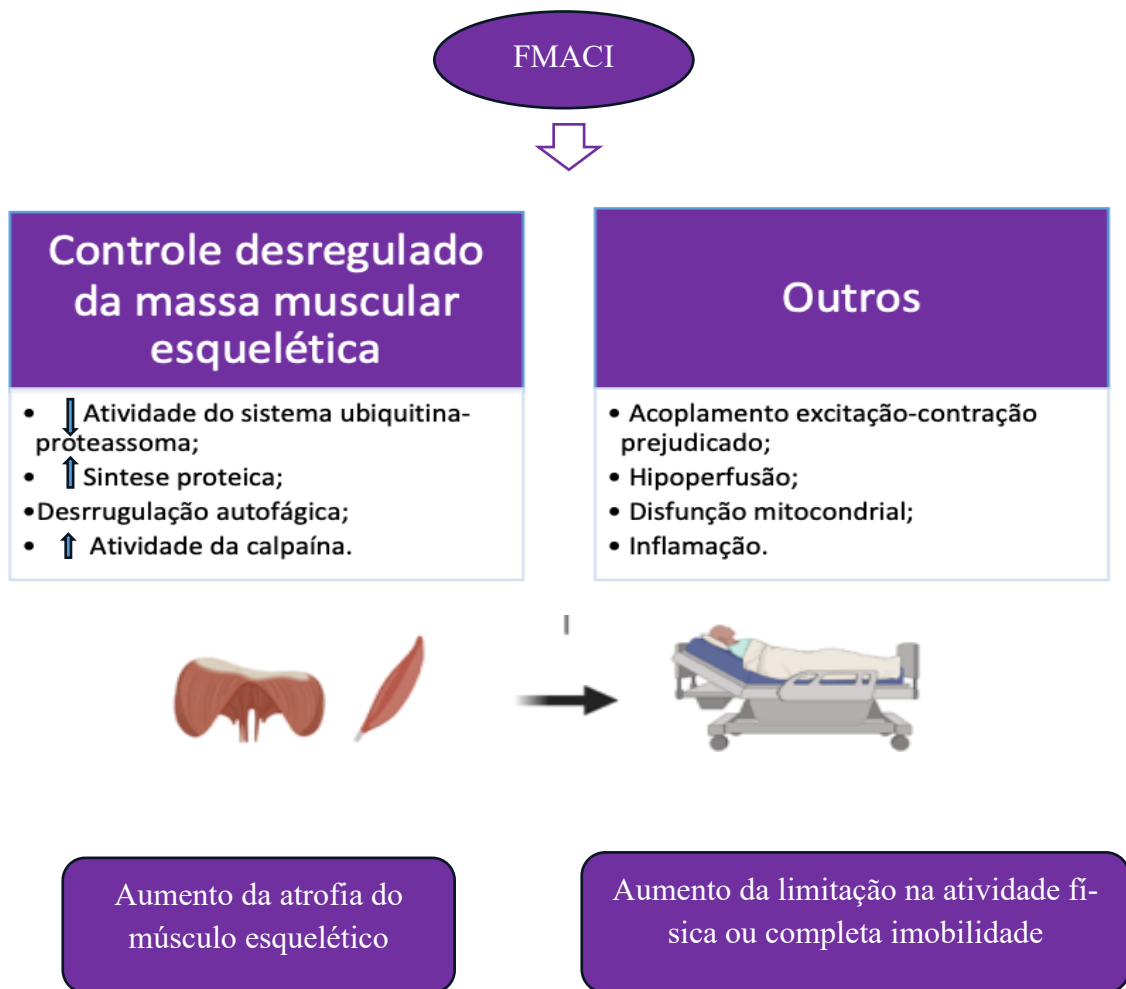 FMACI
Controle desregulado
da massa muscular
esquelética
• Atividade do sistema ubiquitina-
proteassoma;
• Sintese proteica;
•Desrrugulação autofágica;
• Atividade da calpaína.
Outros
• Acoplamento excitação-contração
prejudicado;
• Hipoperfusão;
• Disfunção mitocondrial;
• Inflamação.
Aumento da atrofia do
músculo esquelético
Aumento da limitação na atividade fí-
sica ou completa imobilidade